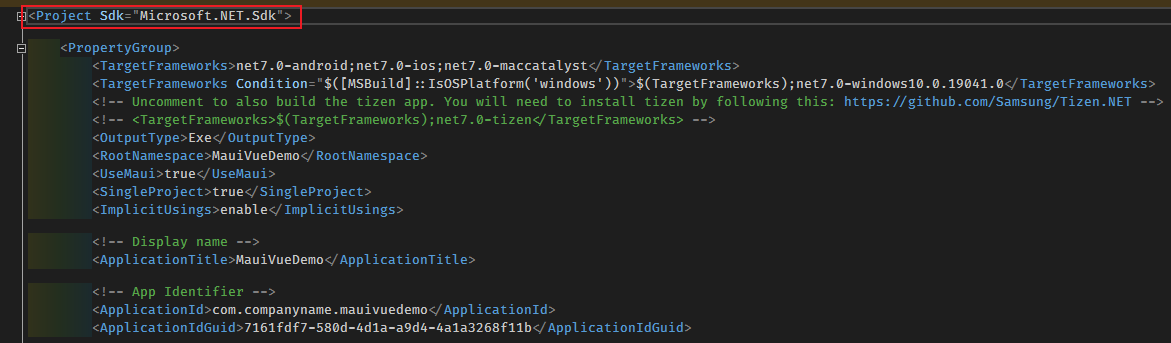 <Project Sdk="Microsoft.NET.Sdk">
<PropertyGroup>
<TargetFrameworks>net7.0-android;net7.0-ios;net7.0-maccatalyst</TargetFrameworks>
<TargetFrameworks Condition="$([MSBuild]::IsOSPlatform('windows'))">$(TargetFrameworks);net7.0-windows10.0.19041.0</TargetFrameworks>
<!-- Uncomment to also build the tizen app. You will need to install tizen by following this: https://github.com/Samsung/Tizen.NET -->
<!-- <TargetFrameworks>$(TargetFrameworks);net7.0-tizen</TargetFrameworks> -->
<OutputType>Exe</OutputType>
<RootNamespace>MauiVueDemo</RootNamespace>
<UseMaui>true</UseMaui>
<SingleProject>true</SingleProject>
<ImplicitUsings>enable</ImplicitUsings>
<!-- Display name -->
<ApplicationTitle>MauiVueDemo</ApplicationTitle>
<!-- App Identifier -->
<ApplicationId>com.companyname.mauivuedemo</ApplicationId>
<ApplicationIdGuid>7161fdf7-580d-4d1a-a9d4-4a1a3268f11b</ApplicationIdGuid>